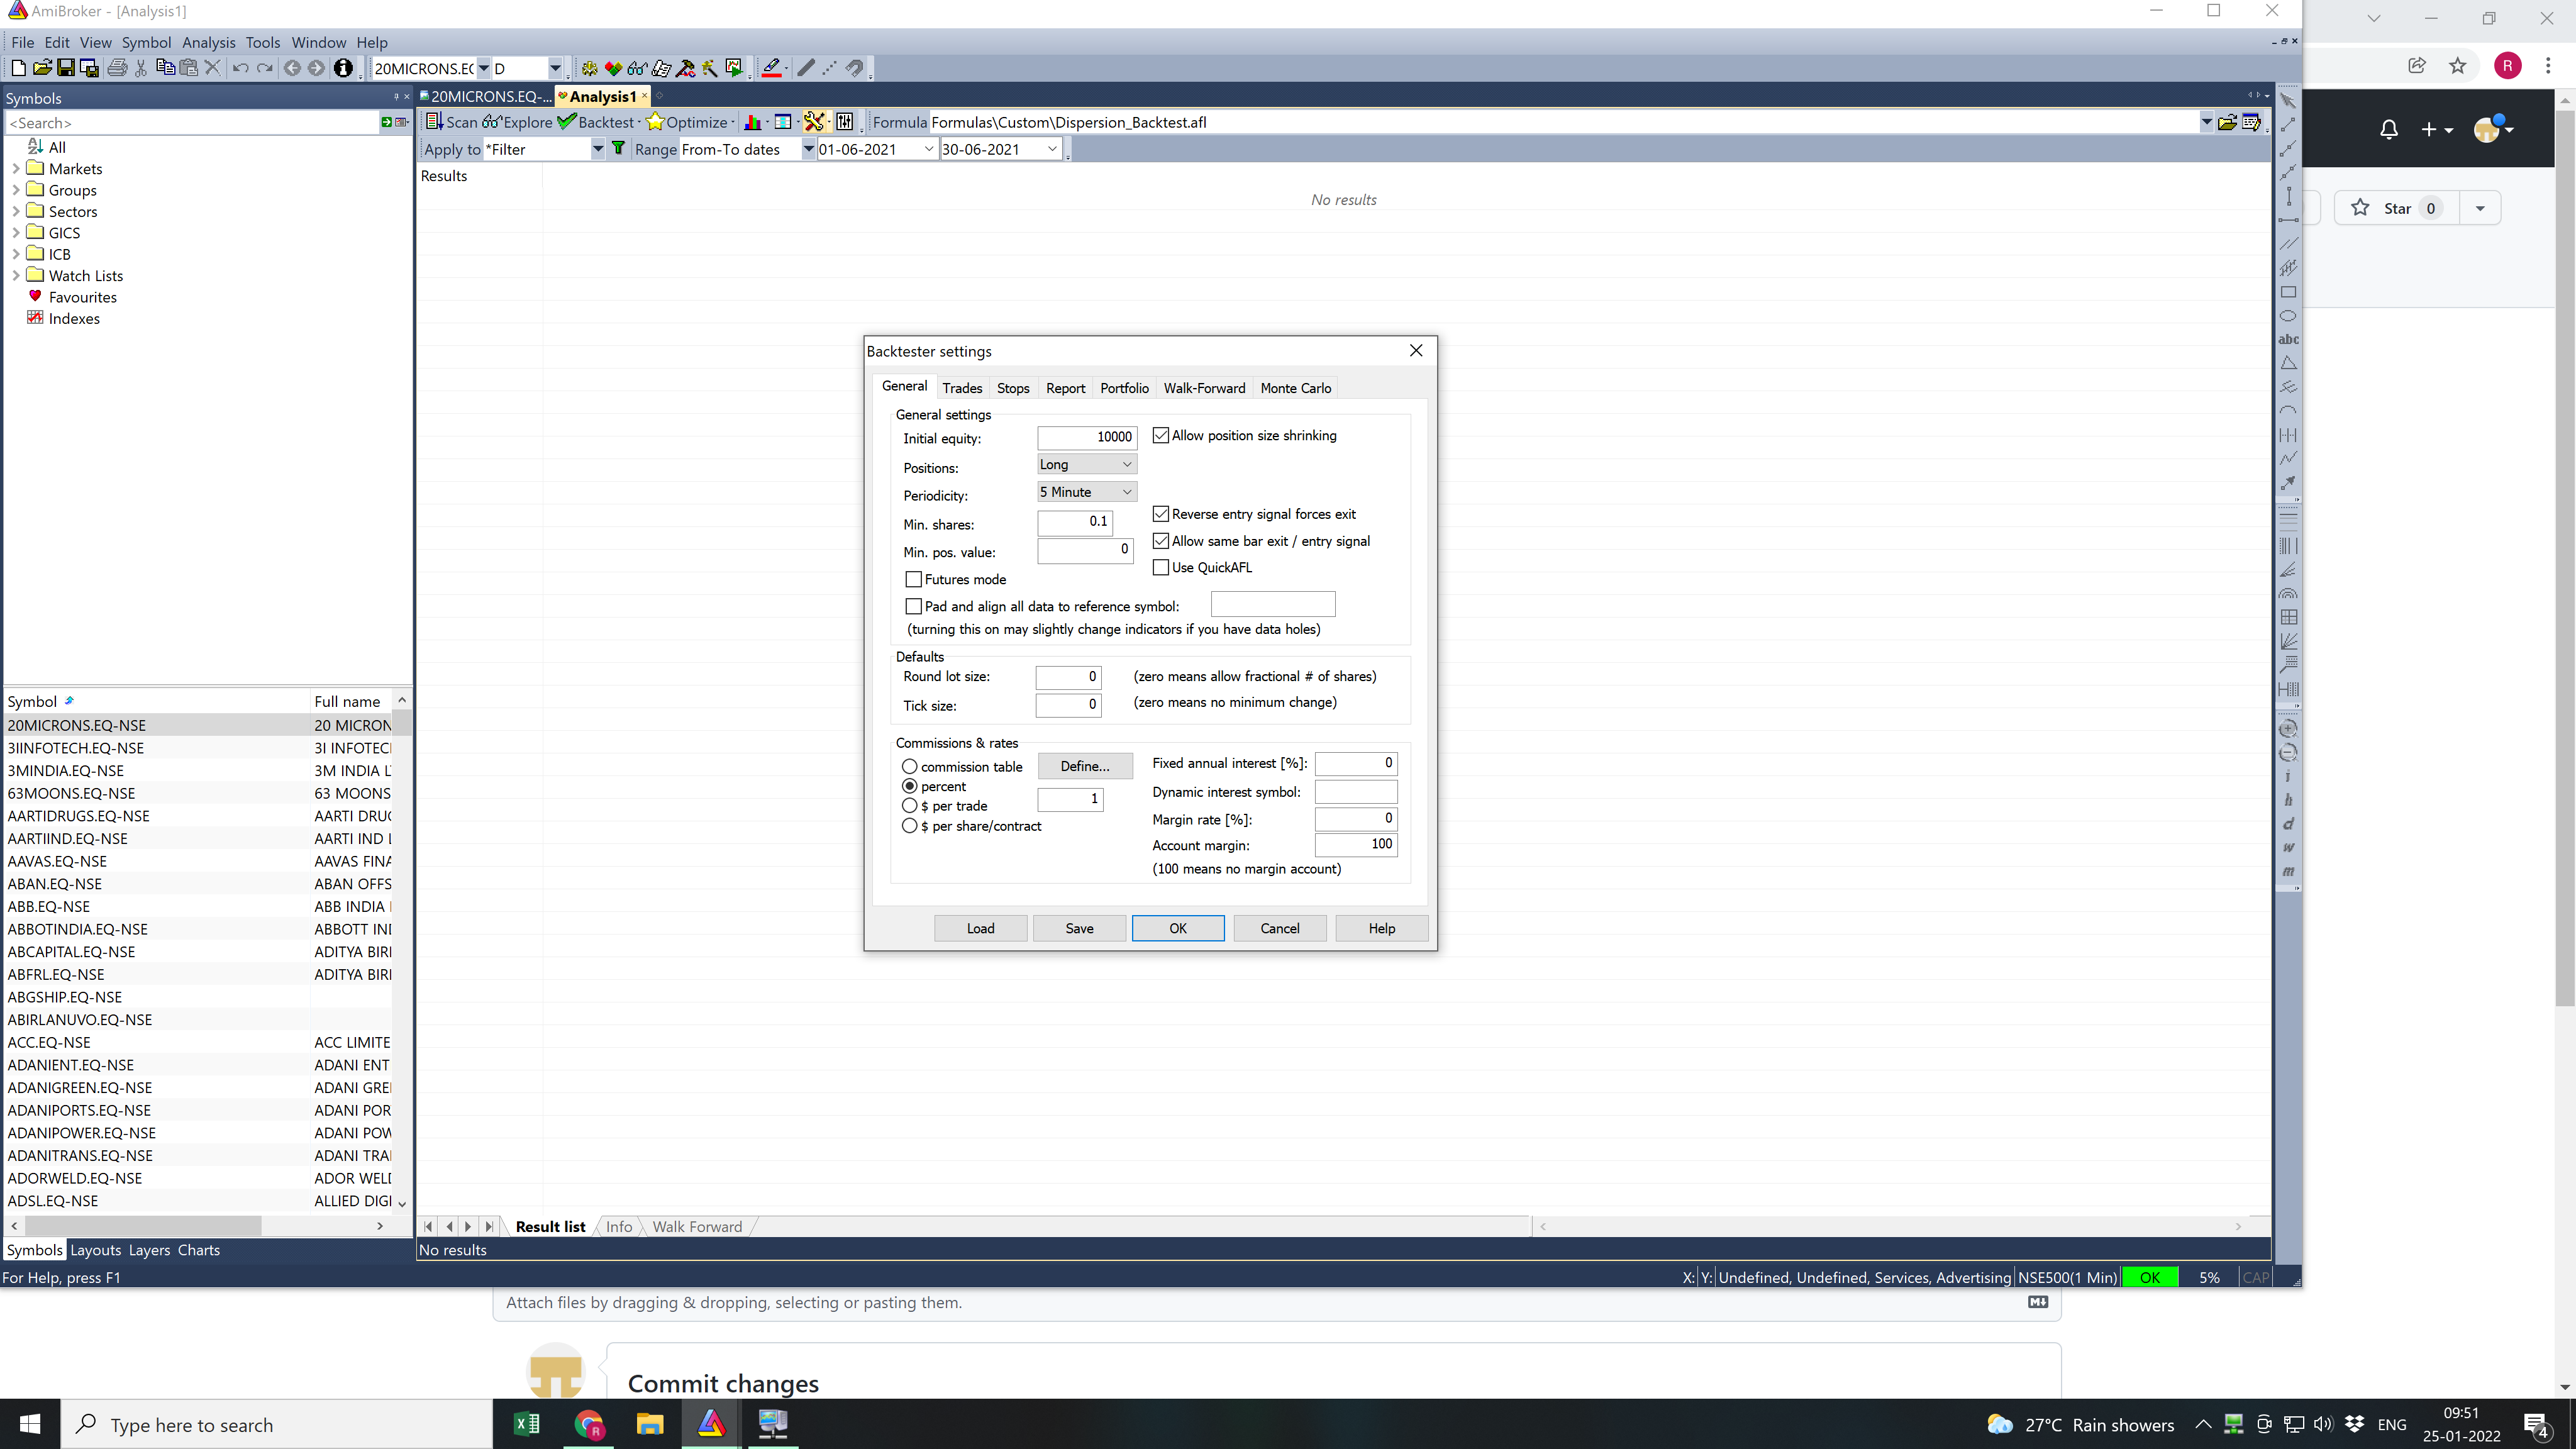 AmiBroker - [Analysis1]
File Edit View Symbol Analysis Tools Window Help
20MICRONS.EC D
R
Symbols
20MICRONS.EQ-... Analysis1
<Search>
Scan Explore Backtest Optimize Formula Formulas\Custom\Dispersion_Backtest.afl
Apply to *Filter Range From-To dates 01-06-2021 30-06-2021
All
Markets
Groups
Sectors
GICS
ICB
Watch Lists
Favourites
Indexes
Results
No results
Star 0
abc
Backtester settings
General Trades Stops Report Portfolio Walk-Forward Monte Carlo
General settings
Initial equity: 10000 Allow position size shrinking
Positions: Long
Periodicity: 5 Minute
Min. shares: 0.1 Reverse entry signal forces exit
Min. pos. value: 0 Allow same bar exit / entry signal
Use QuickAFL
Futures mode
Pad and align all data to reference symbol:
(turning this on may slightly change indicators if you have data holes)
Defaults
Round lot size: 0 (zero means allow fractional # of shares)
Tick size: 0 (zero means no minimum change)
Commissions & rates
commission table Define... Fixed annual interest [%]: 0
percent 1 Dynamic interest symbol:
$ per trade Margin rate [%]: 0
$ per share/contract Account margin: 100
(100 means no margin account)
Load Save OK Cancel Help
i
h
d
w
m
Symbol Full name
20MICRONS.EQ-NSE 20 MICRON
3IINFOTECH.EQ-NSE 3I INFOTEC
3MINDIA.EQ-NSE 3M INDIA L
63MOONS.EQ-NSE 63 MOONS
AARTIDRUGS.EQ-NSE AARTI DRUG
AARTIIND.EQ-NSE AARTI IND L
AAVAS.EQ-NSE AAVAS FINA
ABAN.EQ-NSE ABAN OFFS
ABB.EQ-NSE ABB INDIA
ABBOTINDIA.EQ-NSE ABBOTT IND
ABCAPITAL.EQ-NSE ADITYA BIRI
ABFRL.EQ-NSE ADITYA BIRI
ABGSHIP.EQ-NSE
ABIRLANUVO.EQ-NSE
ACC.EQ-NSE ACC LIMITE
ADANIENT.EQ-NSE ADANI ENT
ADANIGREEN.EQ-NSE ADANI GRE
ADANIPORTS.EQ-NSE ADANI POR
ADANIPOWER.EQ-NSE ADANI POW
ADANITRANS.EQ-NSE ADANI TRA
ADORWELD.EQ-NSE ADOR WELD
ADSL.EQ-NSE ALLIED DIGI
Result list Info Walk Forward
Symbols Layouts Layers Charts
No results
For Help, press F1
X: Y: Undefined, Undefined, Services, Advertising NSE500(1 Min) OK 5% CAP
Attach files by dragging & dropping, selecting or pasting them.
Commit changes
Type here to search
27°C Rain showers
ENG
09:51
25-01-2022
4